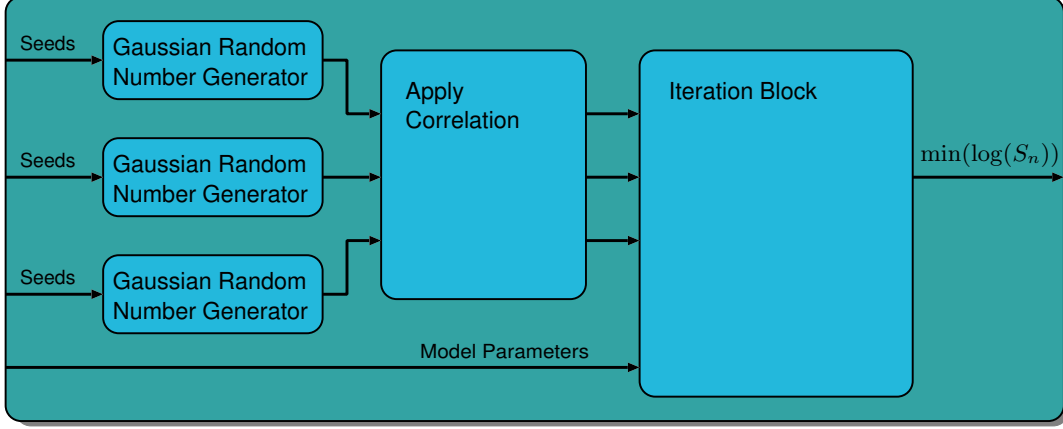 Seeds
Gaussian Random
Number Generator
Seeds
Gaussian Random
Number Generator
Seeds
Gaussian Random
Number Generator
Apply
Correlation
Iteration Block
Model Parameters
min(log(Sₙ))